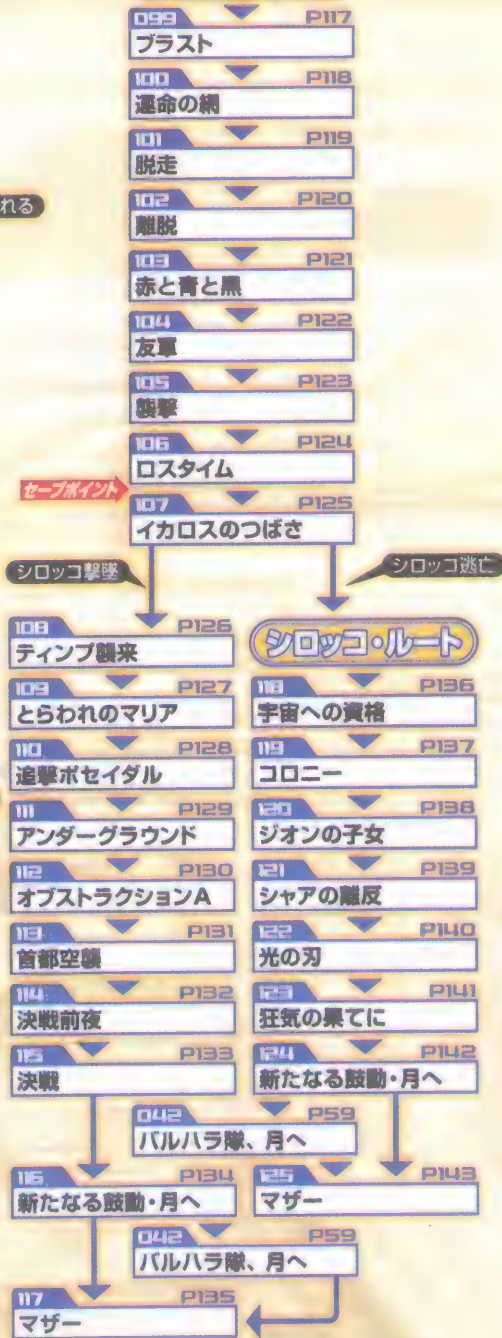 099 P117
ブラスト
100 P118
運命の網
101 P119
脱走
102 P120
離脱
れる
103 P121
赤と青と黒
104 P122
友軍
105 P123
襲撃
106 P124
ロスタイム
セーブポイント
107 P125
イカロスのつばさ
シロッコ撃墜
シロッコ逃亡
108 P126
ティンプ襲来
109 P127
とらわれのマリア
110 P128
追撃ポセイダル
111 P129
アンダーグラウンド
112 P130
オブストラクションA
113 P131
首都空襲
114 P132
決戦前夜
115 P133
決戦
シロッコ・ルート
118 P136
宇宙への資格
119 P137
コロニー
120 P138
ジオンの子女
121 P139
シャアの離反
122 P140
光の刃
123 P141
狂気の果てに
124 P142
新たなる鼓動・月へ
042 P59
バルハラ隊、月へ
116 P134
新たなる鼓動・月へ
125 P143
マザー
042 P59
バルハラ隊、月へ
117 P135
マザー